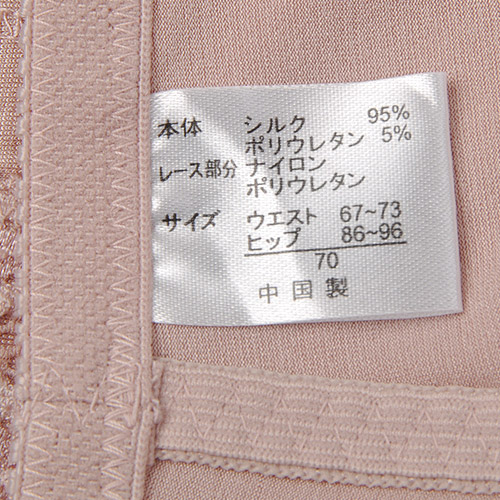 本体 シルク 95%
ポリウレタン 5%
レース部分 ナイロン
ポリウレタン
サイズ ウエスト 67~73
ヒップ 86~96
70
中国製